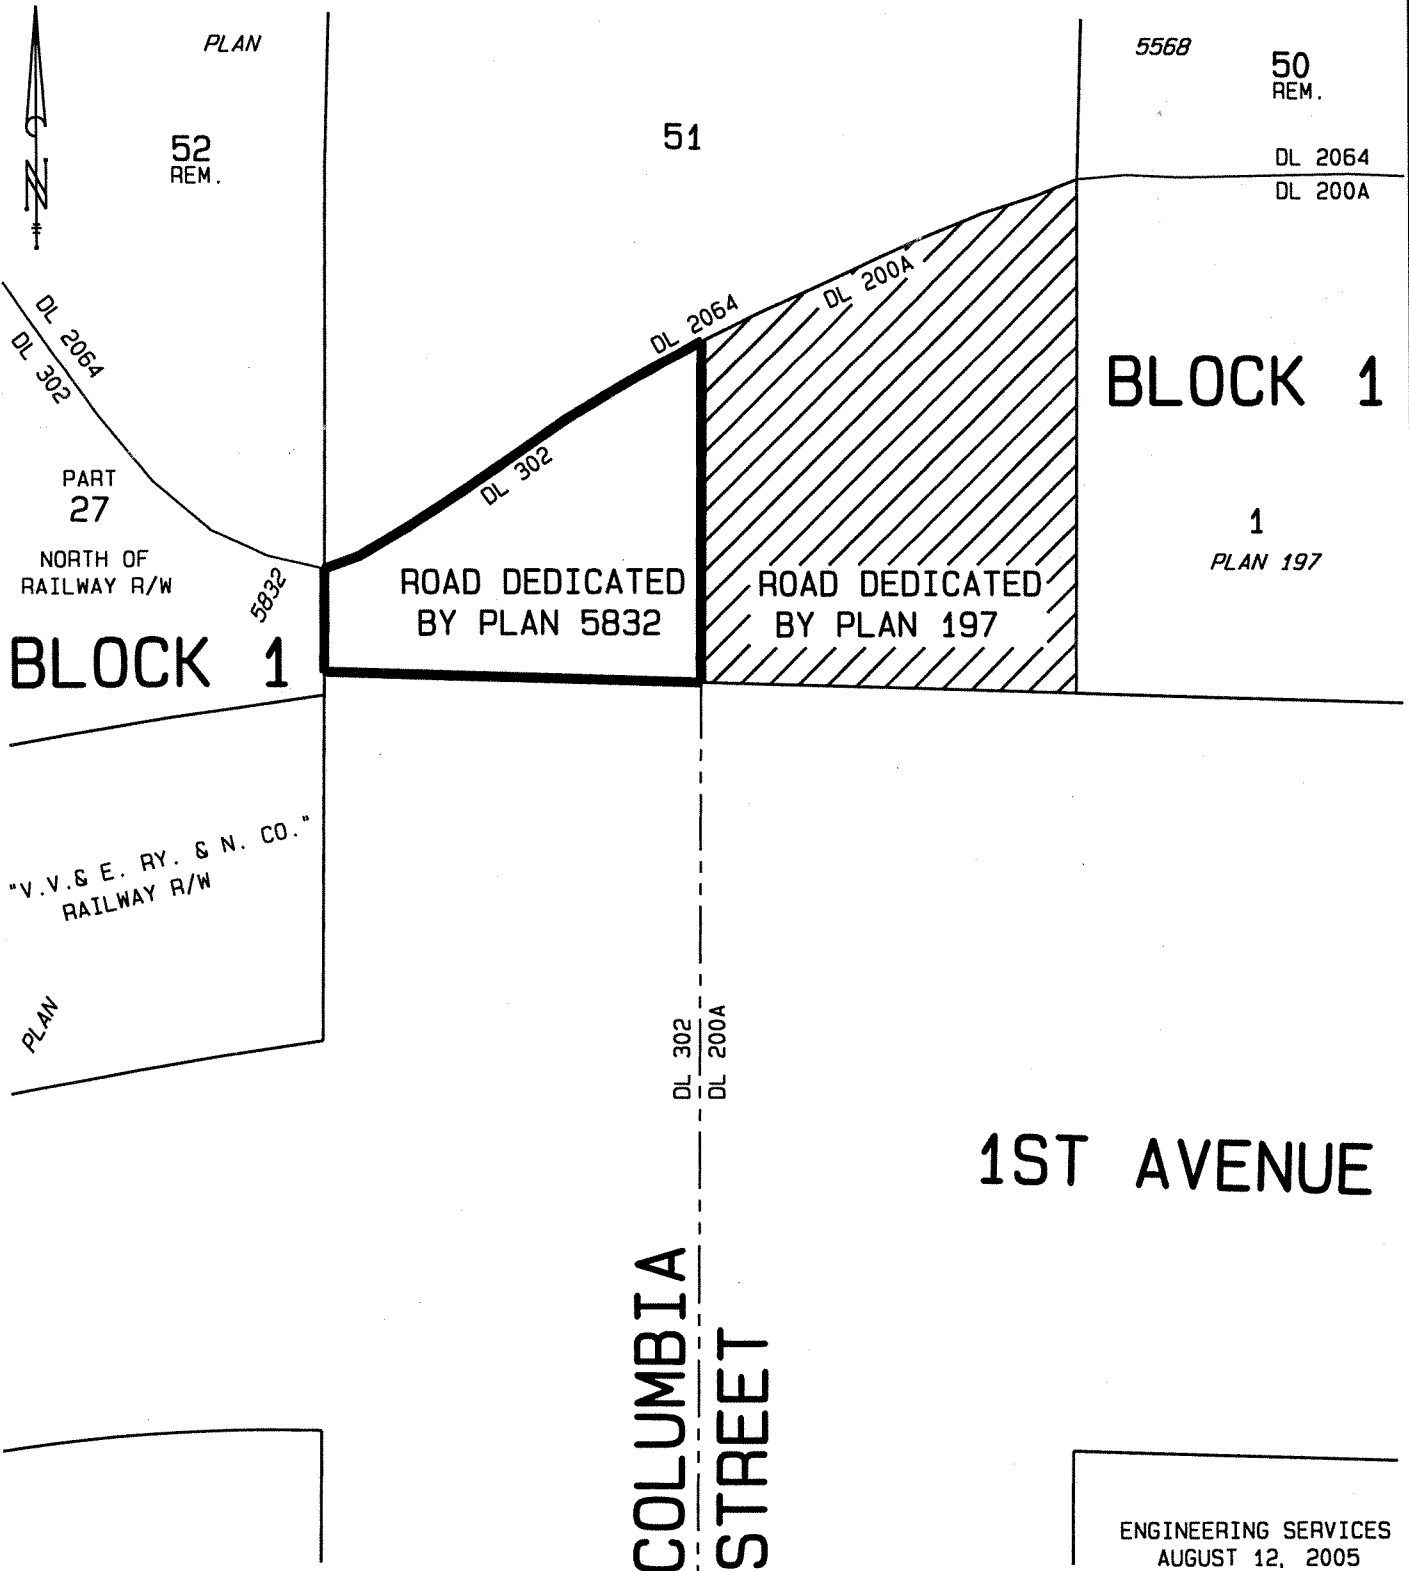 PLAN
5568
50
REM.
N
52
REM.
51
DL 2064
DL 200A
DL 2064
DL 302
DL 200A
DL 2064
DL 302
BLOCK 1
PART
27
NORTH OF
RAILWAY R/W
5832
1
PLAN 197
ROAD DEDICATED
BY PLAN 5832
ROAD DEDICATED
BY PLAN 197
BLOCK 1
"V.V.& E. RY. & N. CO."
RAILWAY R/W
PLAN
DL 302
DL 200A
1ST AVENUE
COLUMBIA
STREET
ENGINEERING SERVICES
AUGUST 12, 2005